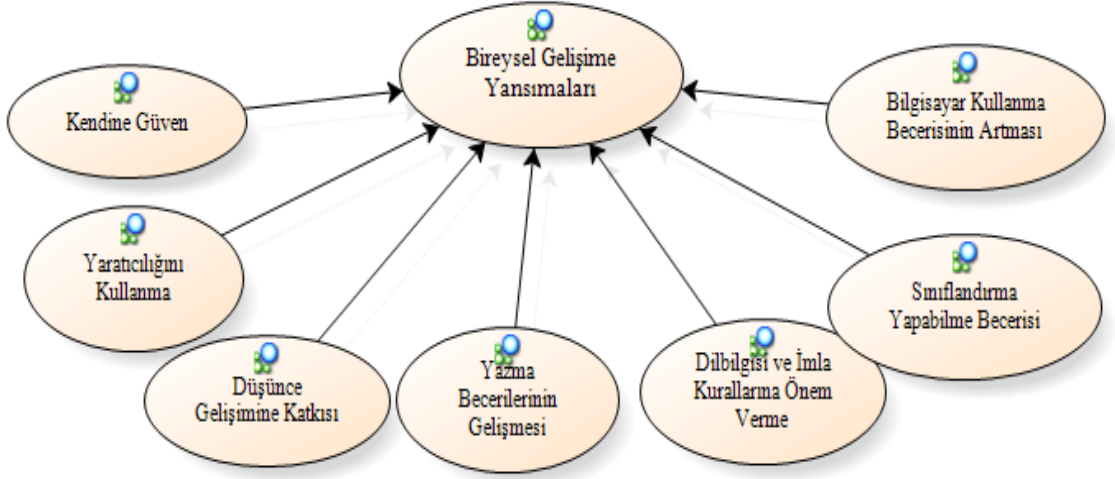 Bireysel Gelişime
Yansımaları
Kendine Güven
Bilgisayar Kullanma
Becerisinin Artması
Yaratıcılığını
Kullanma
Sınıflandırma
Yapabilme Becerisi
Düşünce
Gelişimine Katkısı
Yazma
Becerilerinin
Gelişmesi
Dilbilgisi ve İmla
Kurallarına Önem
Verme